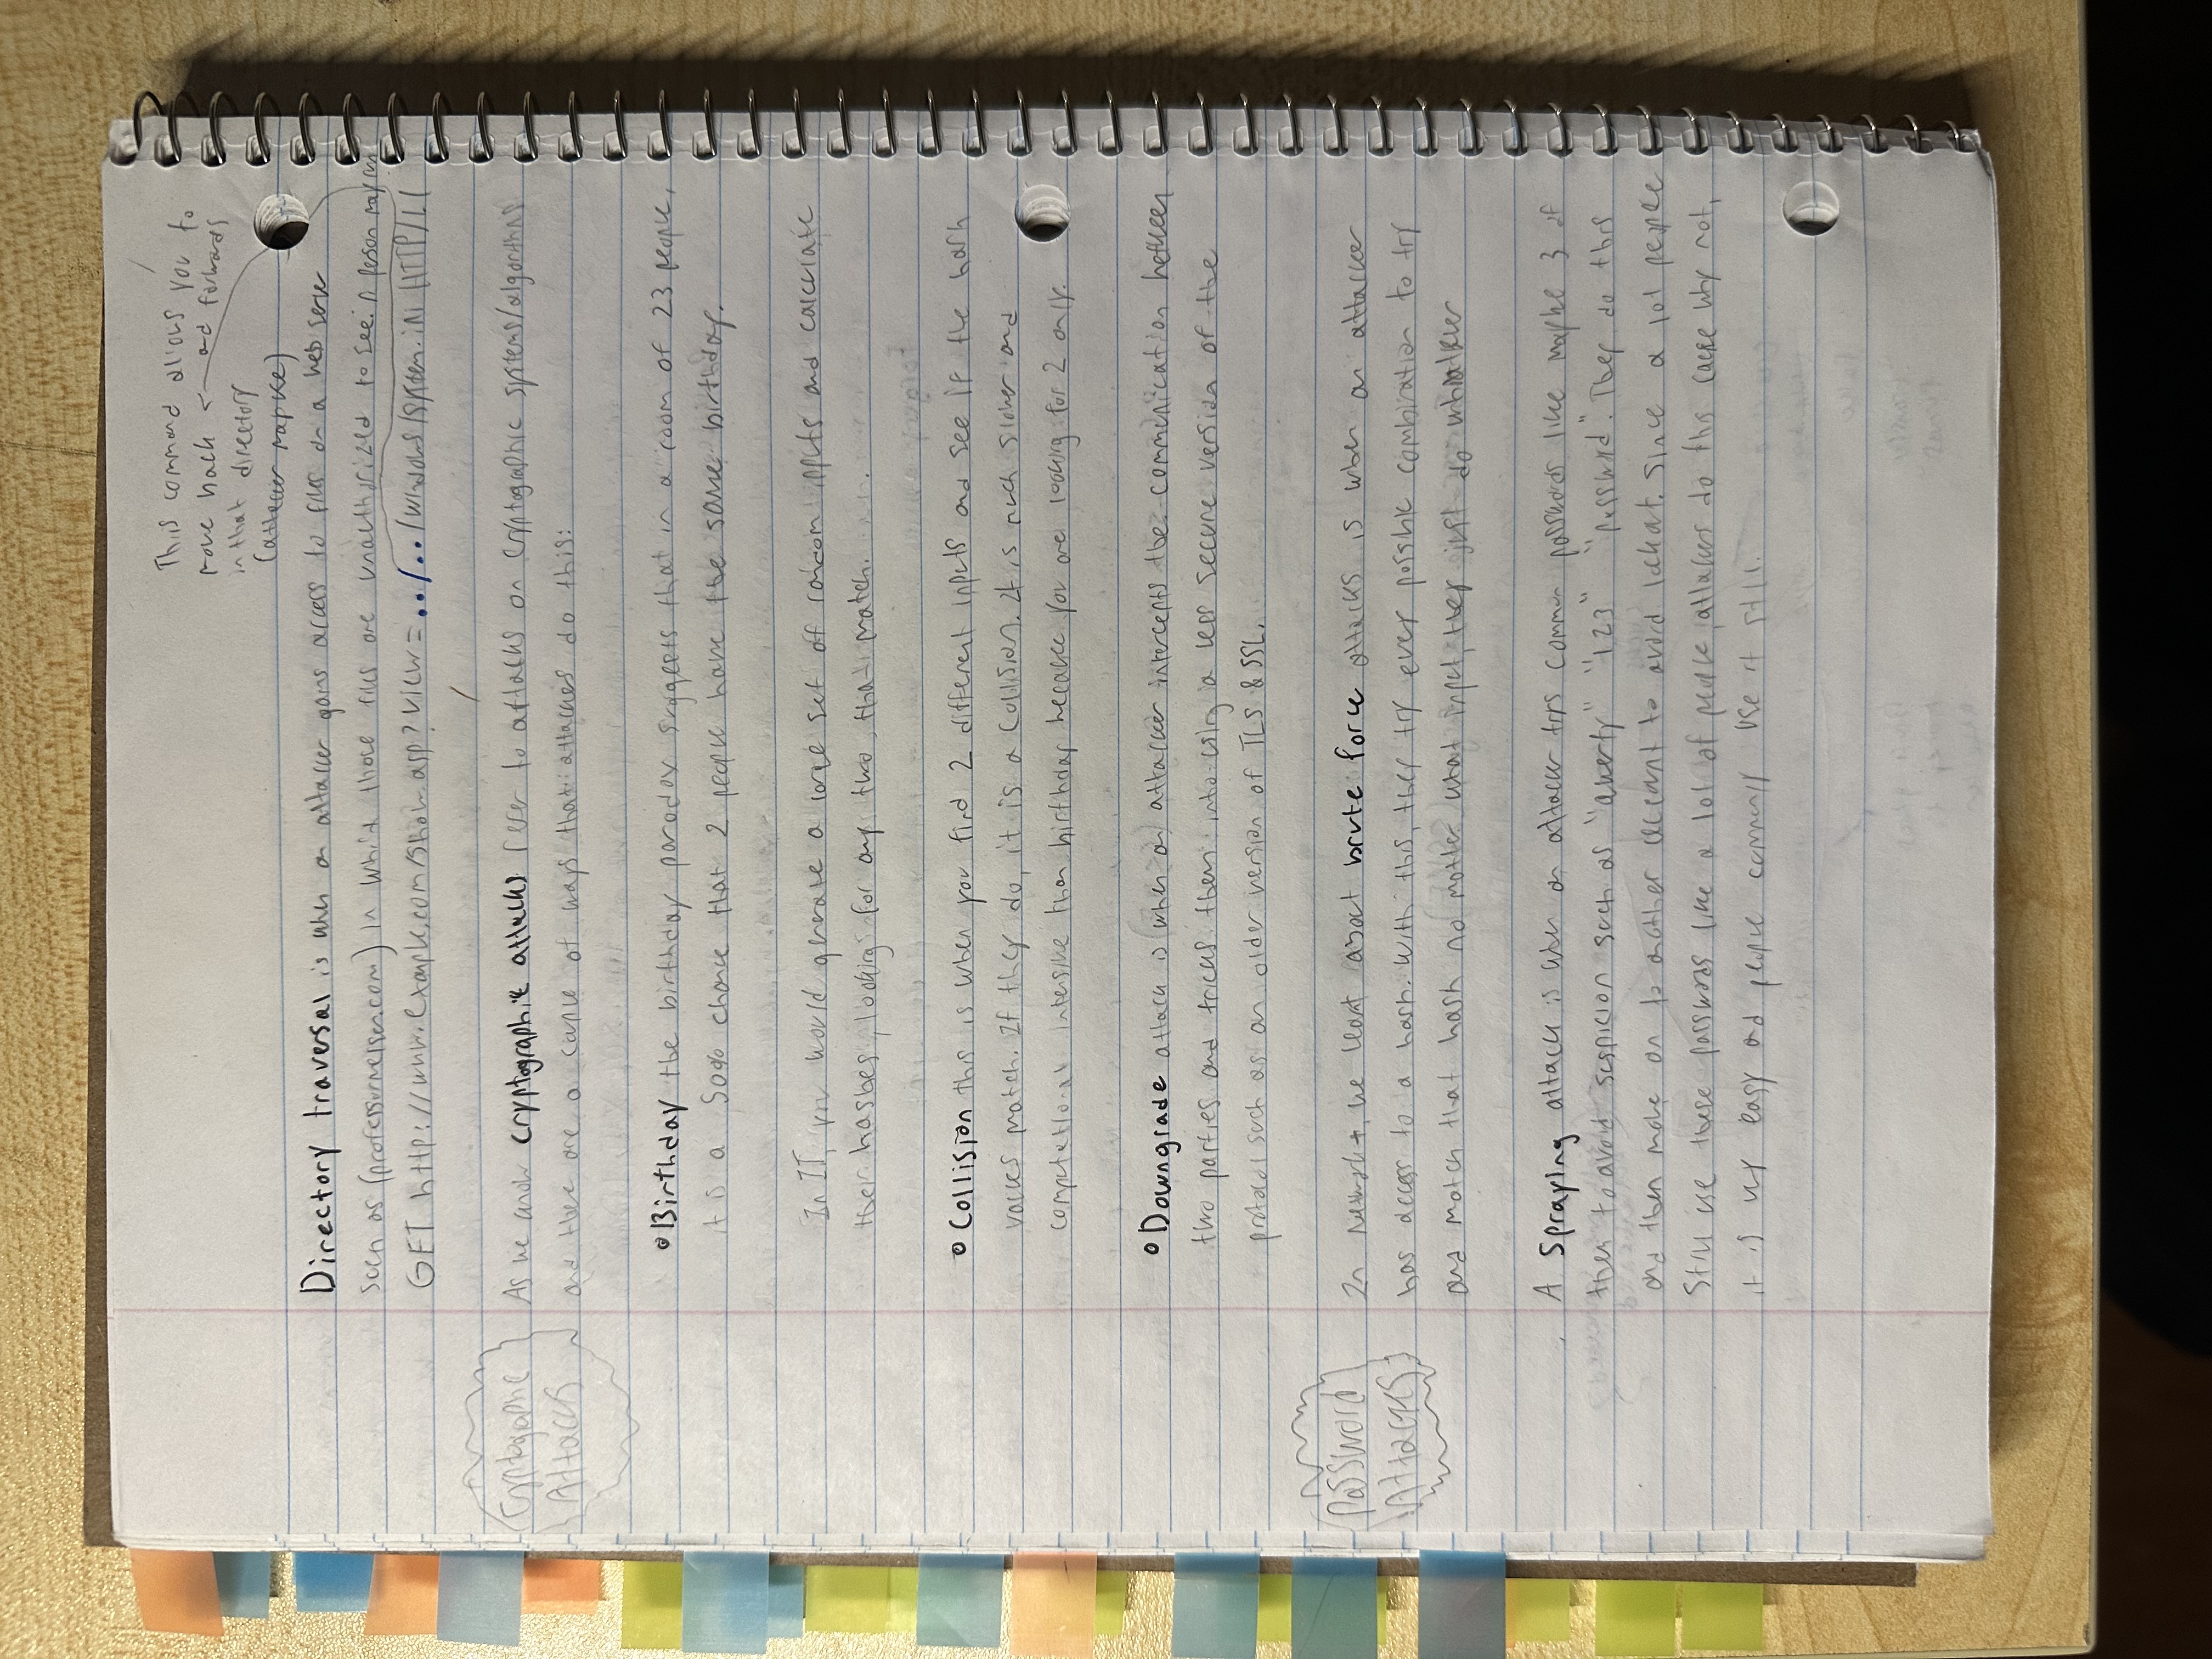 This command allows you to
move back <— and forwards
in that directory
(attacker
Directory traversal is when an attacker gains access to files on a web server
such as (professormesser.com) in which those files are unauthorized to see. A person may run
GET http://www.example.com/show.asp?view=../../windows/system.ini HTTP/1.1
Cryptographic
Attacks
As we know cryptographic attacks refer to attacks on cryptographic systems/algorithms
and there are a couple of ways that attackers do this:
Birthday the birthday paradox suggests that in a room of 23 people,
it is a 50% chance that 2 people have the same birthday.
In IT, you would generate a large set of random inputs and calculate
their hashes, looking for any two that match.
Collision this is when you find 2 different inputs and see if the hash
values match. If they do, it is a collision. It is much slower and
computational intensive than birthday because you are looking for 2 only.
Downgrade attack is when an attacker intercepts the communication between
two parties and tricks them into using a less secure version of the
protocol such as an older version of TLS & SSL.
Password
Attacks
In Network+, we learnt about brute force attacks is when an attacker
has access to a hash. With this, they try every possible combination to try
and match that hash no matter what input, they just do whatever
A Spraying attack is when an attacker trys common passwords like maybe 3 of
them to avoid suspicion such as "qwerty" "123" "password". They do this
and then move on to another account to avoid lockout. Since a lot people
still use these passwords like a lot of people, attackers do this cause why not,
it is very easy and people commonly use it still.